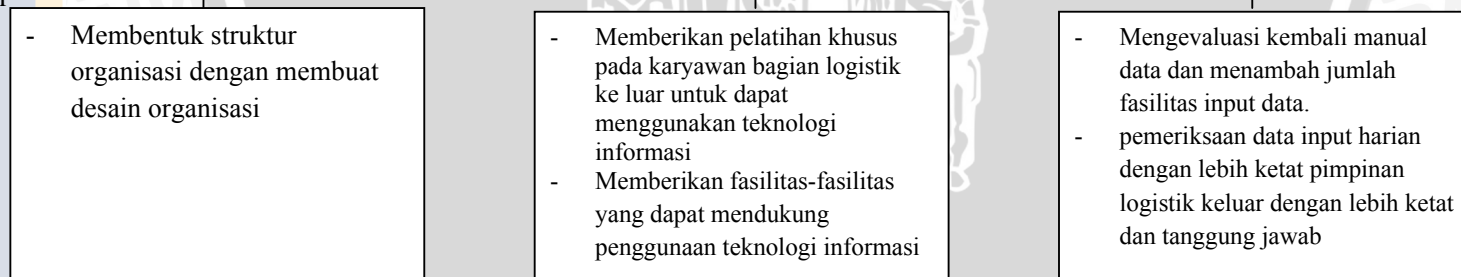 - Membentuk struktur
organisasi dengan membuat
desain organisasi
- Memberikan pelatihan khusus
pada karyawan bagian logistik
ke luar untuk dapat
menggunakan teknologi
informasi
- Memberikan fasilitas-fasilitas
yang dapat mendukung
penggunaan teknologi informasi
- Mengevaluasi kembali manual
data dan menambah jumlah
fasilitas input data.
- pemeriksaan data input harian
dengan lebih ketat pimpinan
logistik keluar dengan lebih ketat
dan tanggung jawab